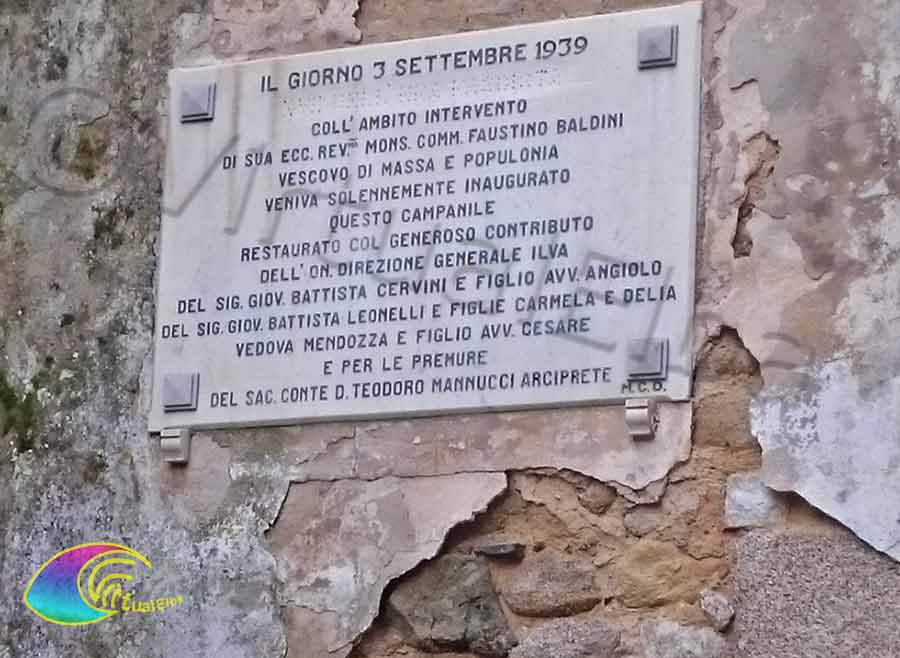 IL GIORNO 3 SETTEMBRE 1939
COLL' AMBITO INTERVENTO
DI SUA ECC. REV.MA MONS. COMM. FAUSTINO BALDINI
VESCOVO DI MASSA E POPULONIA
VENIVA SOLENNEMENTE INAUGURATO
QUESTO CAMPANILE
RESTAURATO COL GENEROSO CONTRIBUTO
DELL' ON. DIREZIONE GENERALE ILVA
DEL SIG. GIOV. BATTISTA CERVINI E FIGLIO AVV. ANGIOLO
DEL SIG. GIOV. BATTISTA LEONELLI E FIGLIE CARMELA E DELIA
VEDOVA MENDOZZA E FIGLIO AVV. CESARE
E PER LE PREMURE
DEL SAC. CONTE D. TEODORO MANNUCCI ARCIPRETE
M.C.D.
© Virtual Elba